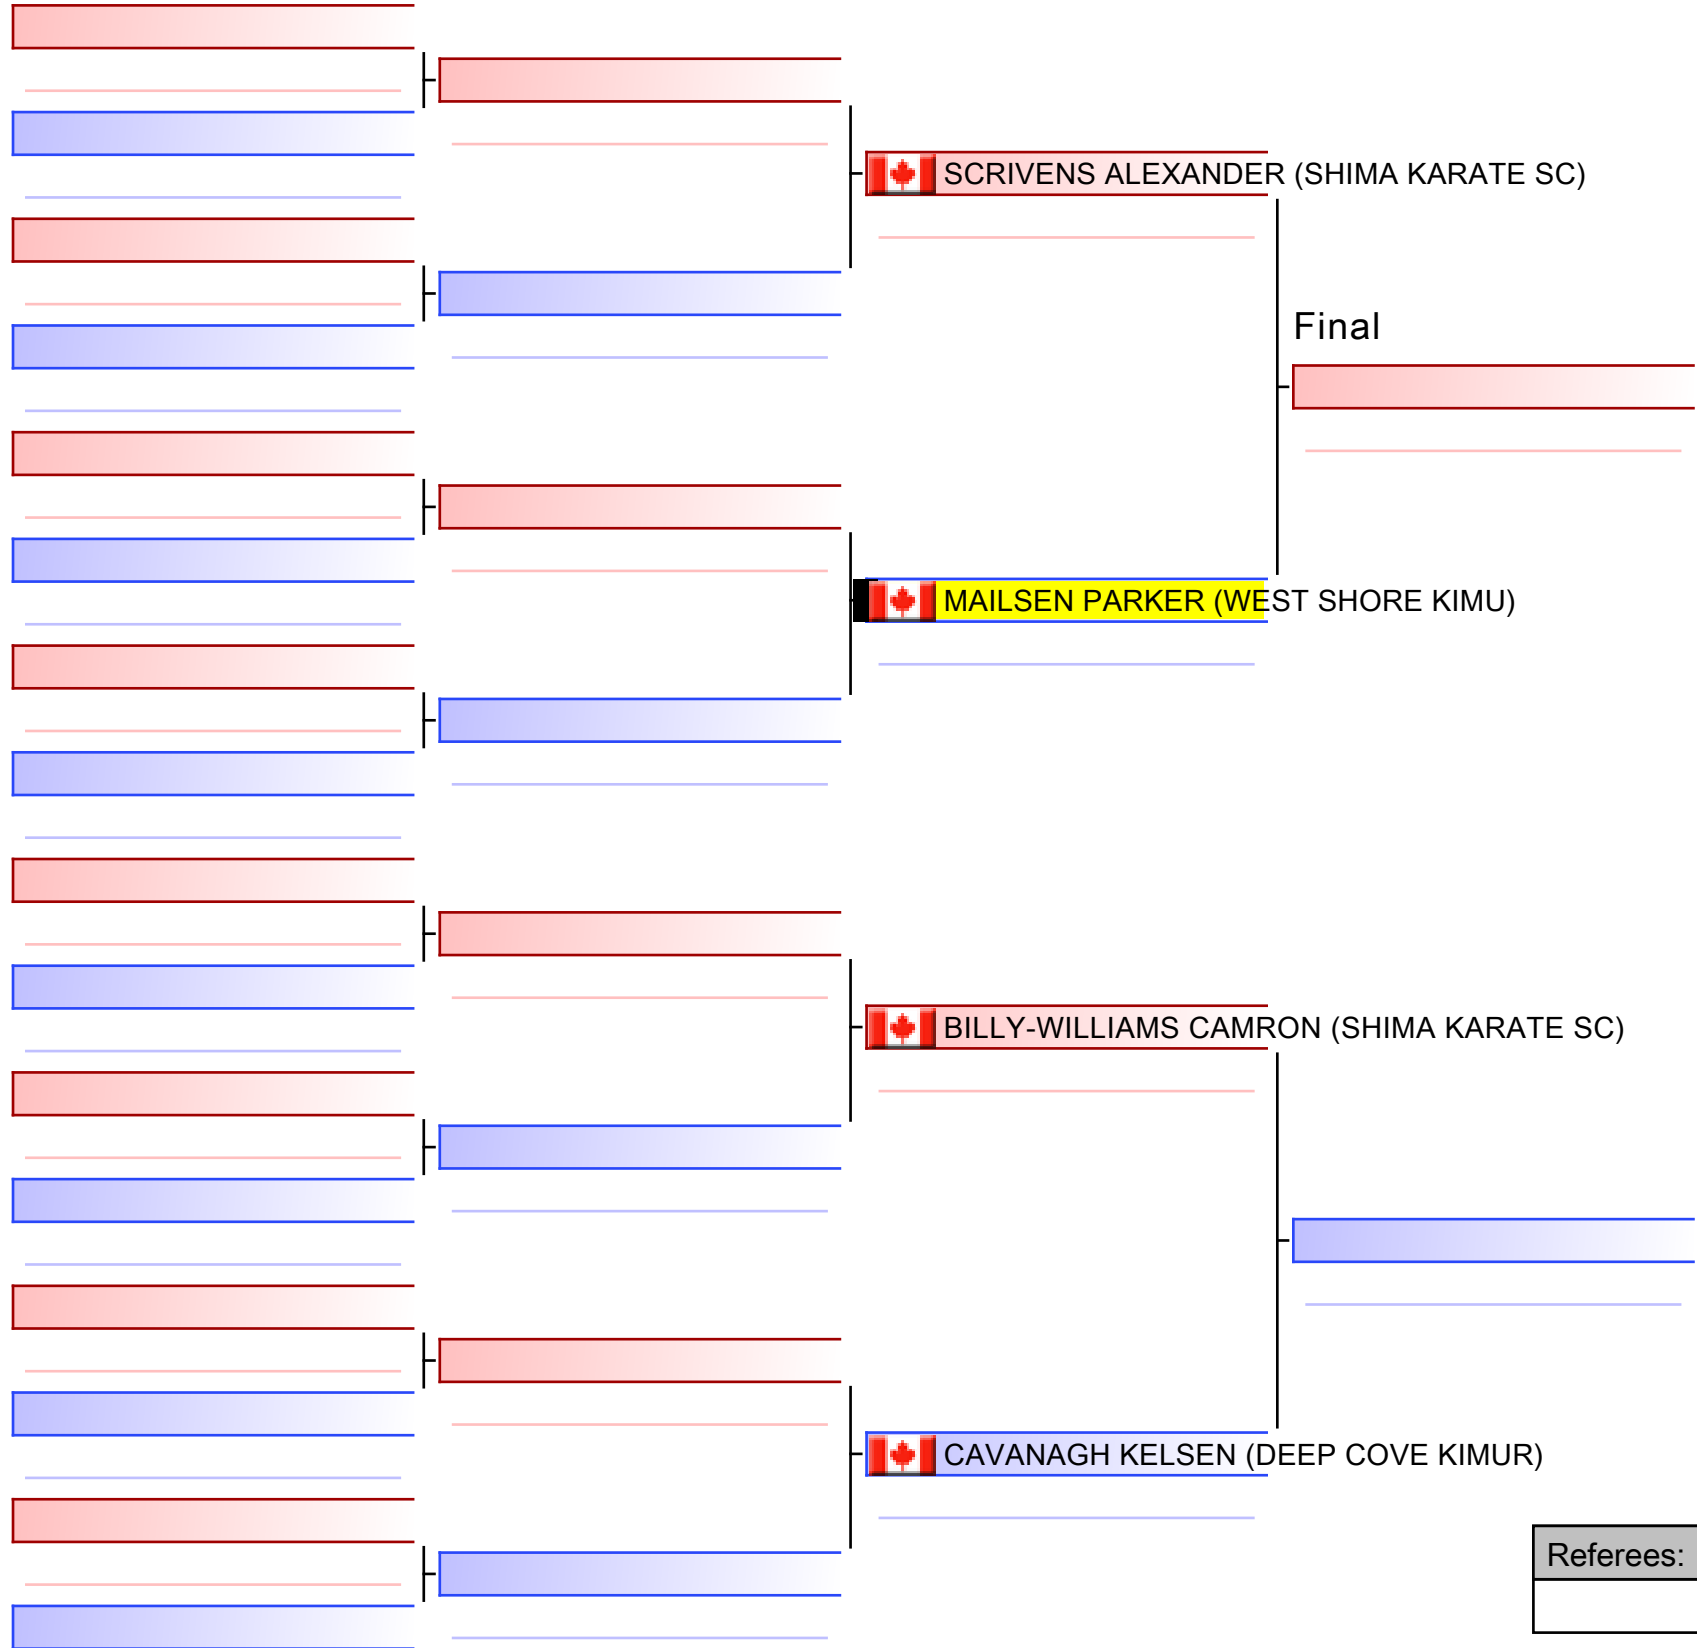 SCRIVENS ALEXANDER (SHIMA KARATE SC)
Final
MAILSEN PARKER (WEST SHORE KIMU)
BILLY-WILLIAMS CAMRON (SHIMA KARATE SC)
CAVANAGH KELSEN (DEEP COVE KIMUR)
Referees: